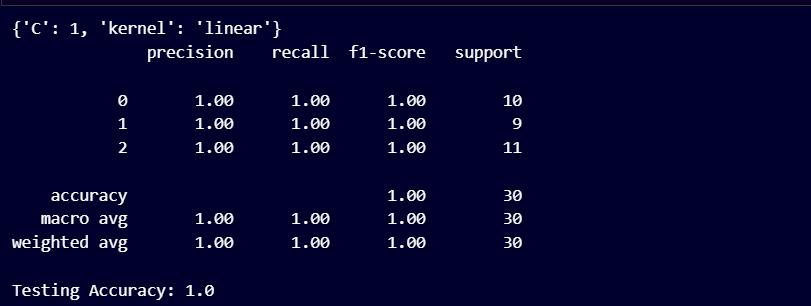 {'C': 1, 'kernel': 'linear'}
precision recall f1-score support
0 1.00 1.00 1.00 10
1 1.00 1.00 1.00 9
2 1.00 1.00 1.00 11
accuracy 1.00 30
macro avg 1.00 1.00 1.00 30
weighted avg 1.00 1.00 1.00 30
Testing Accuracy: 1.0